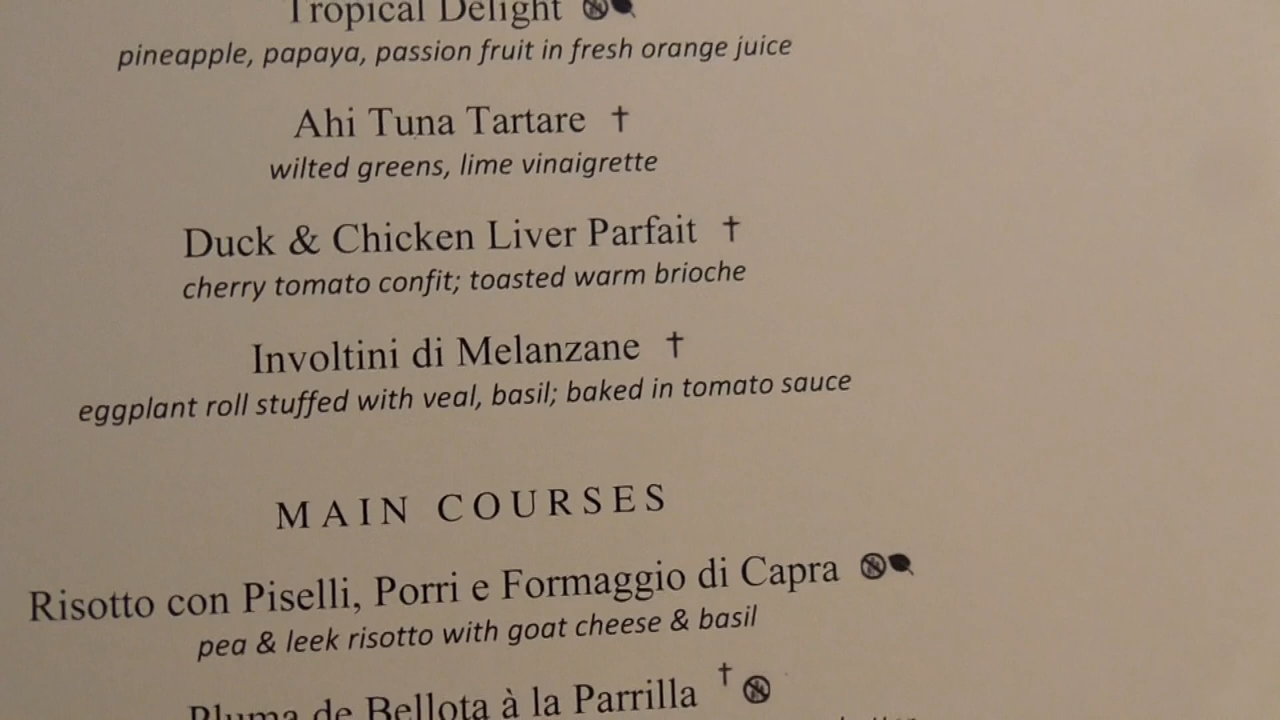 Tropical Delight
pineapple, papaya, passion fruit in fresh orange juice
Ahi Tuna Tartare †
wilted greens, lime vinaigrette
Duck & Chicken Liver Parfait †
cherry tomato confit; toasted warm brioche
Involtini di Melanzane †
eggplant roll stuffed with veal, basil; baked in tomato sauce
MAIN COURSES
Risotto con Piselli, Porri e Formaggio di Capra
pea & leek risotto with goat cheese & basil
Pluma de Bellota à la Parrilla †